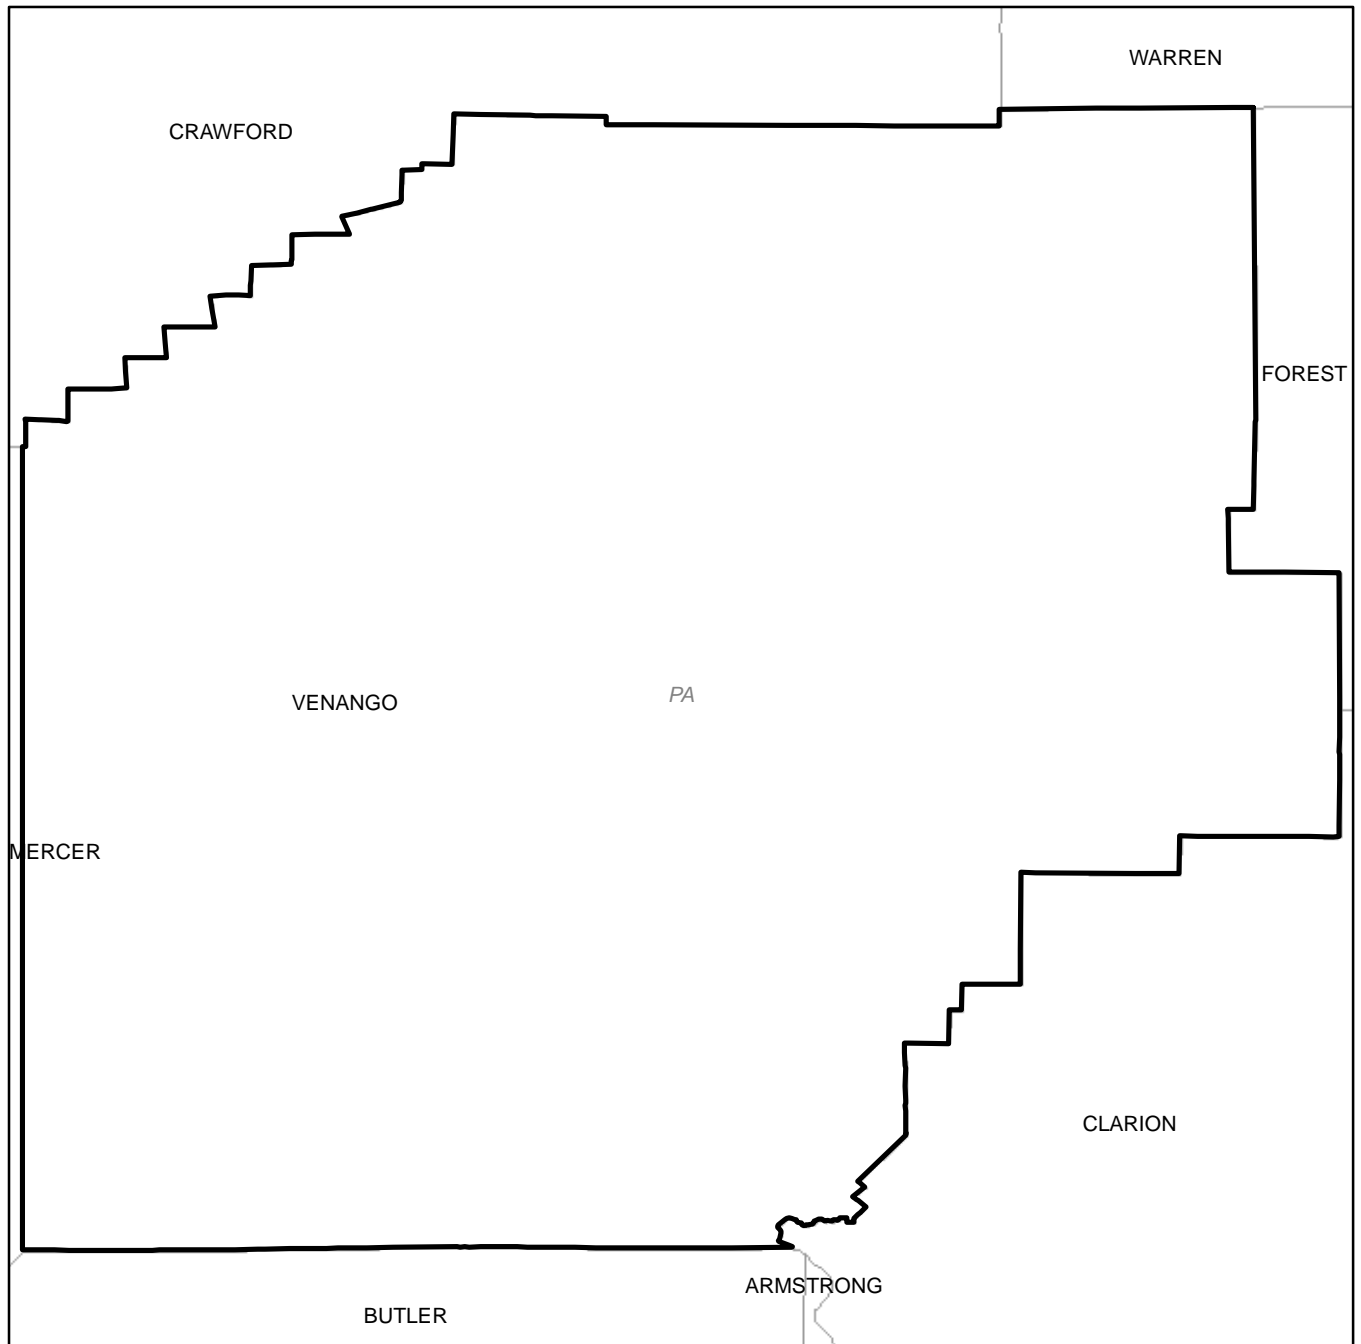 WARREN
CRAWFORD
FOREST
PA
VENANGO
MERCER
CLARION
ARMSTRONG
BUTLER